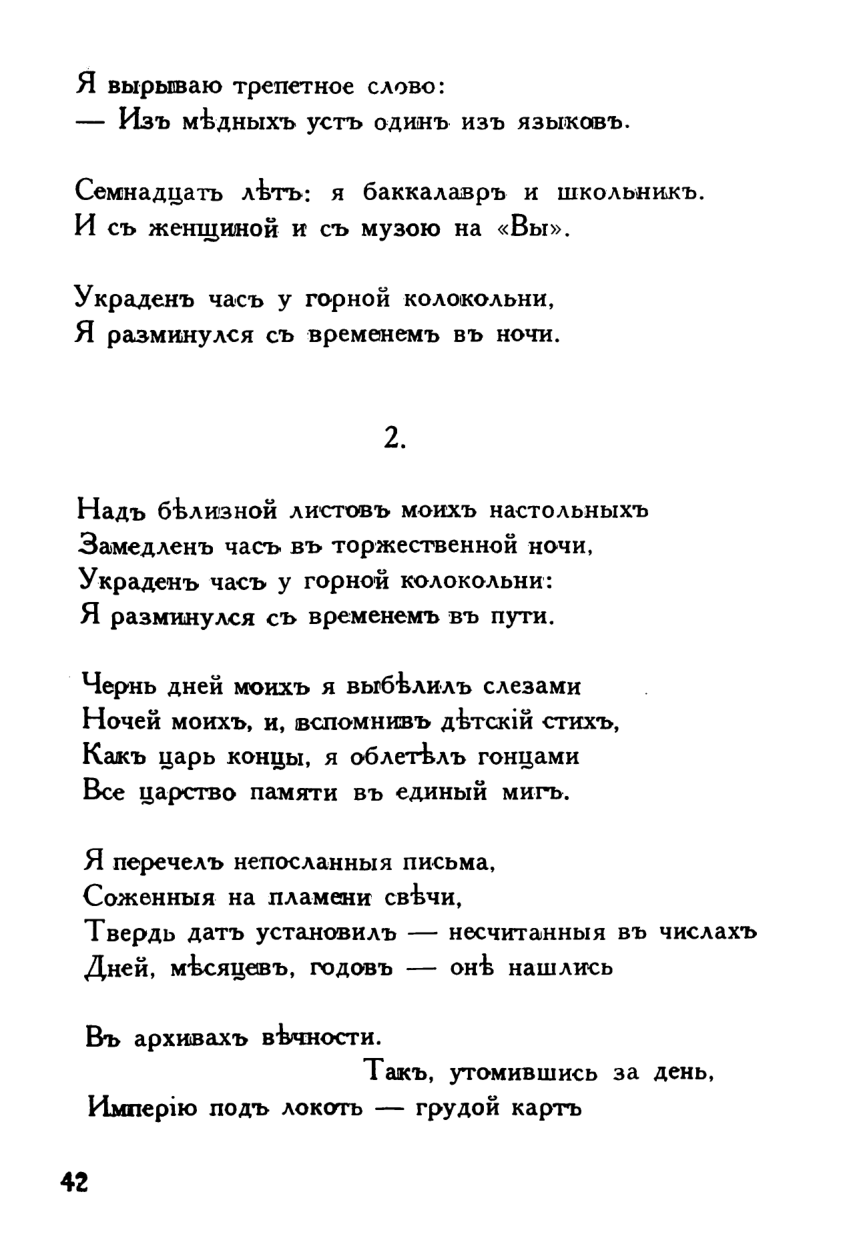 Я вырываю трепетное слово:
— Изъ мѣдныхъ устъ одинъ изъ языковъ.
Семнадцать лѣтъ: я баккалавръ и школьникъ.
И съ женщиной и съ музою на «Вы».
Украденъ часъ у горной колокольни,
Я разминулся съ временемъ въ ночи.
2.
Надъ бѣлизной листовъ моихъ настольныхъ
Замедленъ часъ въ торжественной ночи,
Украденъ часъ у горной колокольни:
Я разминулся съ временемъ въ пути.
Чернь дней моихъ я выбѣлилъ слезами
Ночей моихъ, и, вспомнивъ дѣтскій стихъ,
Какъ царь концы, я облетѣлъ гонцами
Все царство памяти въ единый мигъ.
Я перечелъ непосланныя письма,
Соженныя на пламени свѣчи,
Твердь датъ установилъ — несчитанныя въ числахъ
Дней, мѣсяцевъ, годовъ — онѣ нашлись
Въ архивахъ вѣчности.
Такъ, утомившись за день,
Имперію подъ локоть — грудой картъ
42